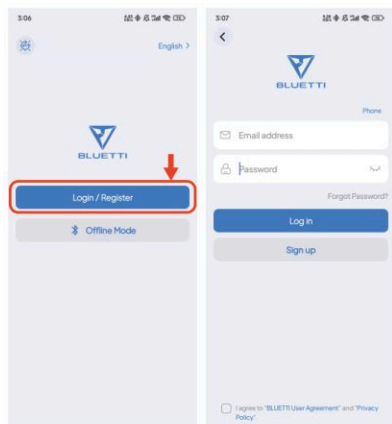 3:06
English >
BLUETTI
Login / Register
Offline Mode
3:07
BLUETTI
Phone
Email address
Password
Forgot Password?
Log in
Sign up
I agree to "BLUETTI User Agreement" and "Privacy
Policy".